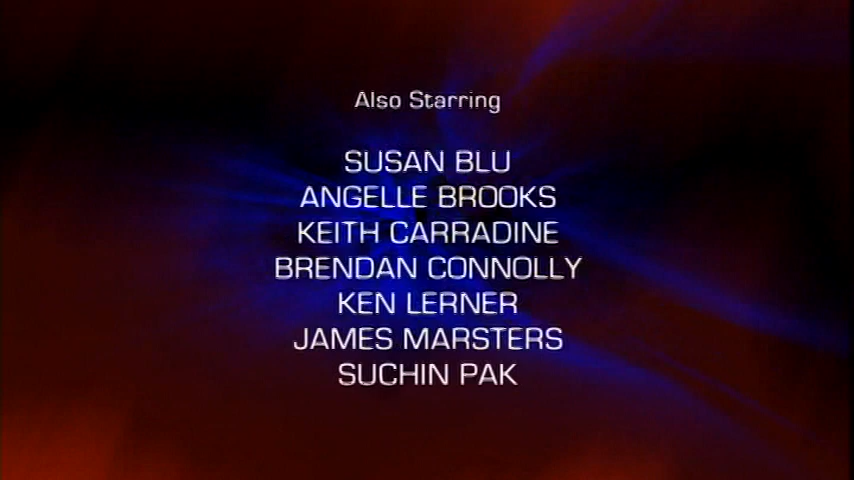 Also Starring
SUSAN BLU
ANGELLE BROOKS
KEITH CARRADINE
BRENDAN CONNOLLY
KEN LERNER
JAMES MARSTERS
SUCHIN PAK